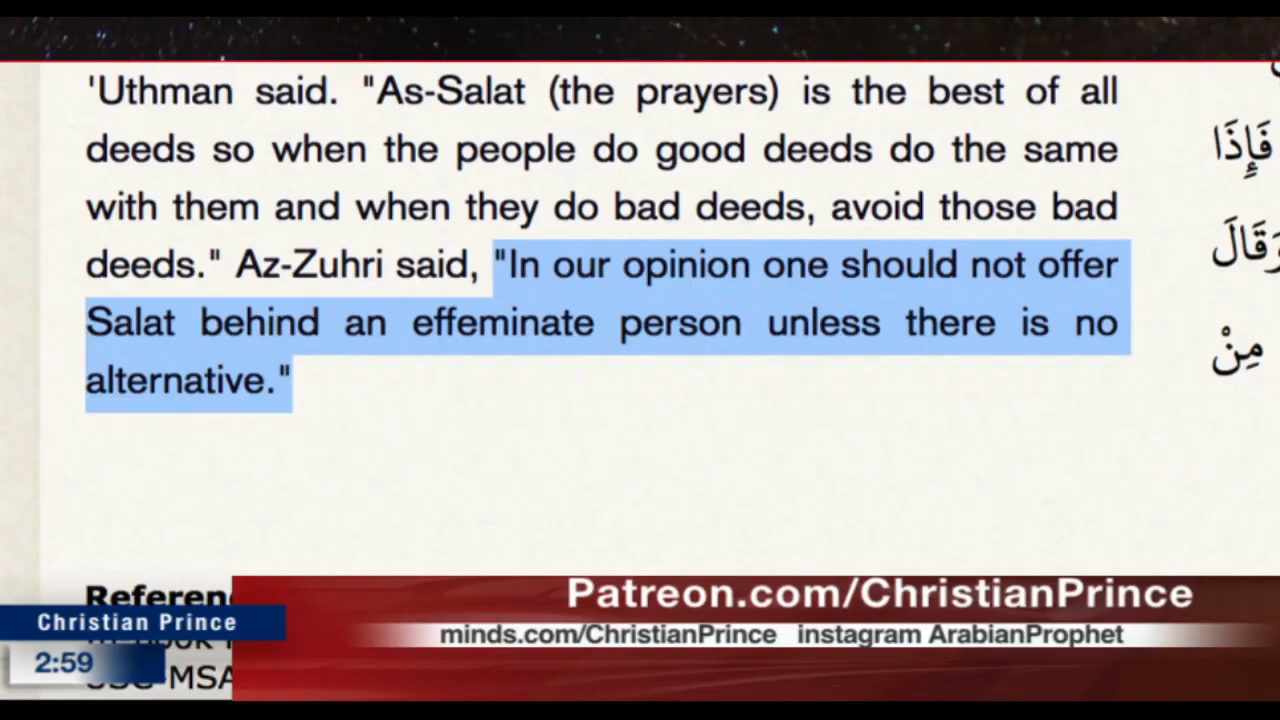 'Uthman said. "As-Salat (the prayers) is the best of all
deeds so when the people do good deeds do the same
with them and when they do bad deeds, avoid those bad
deeds." Az-Zuhri said, "In our opinion one should not offer
Salat behind an effeminate person unless there is no
alternative."
فَإِذَا
وَقَالَ
مِنْ
Patreon.com/ChristianPrince
Christian Prince
minds.com/ChristianPrince instagram ArabianProphet
2:59